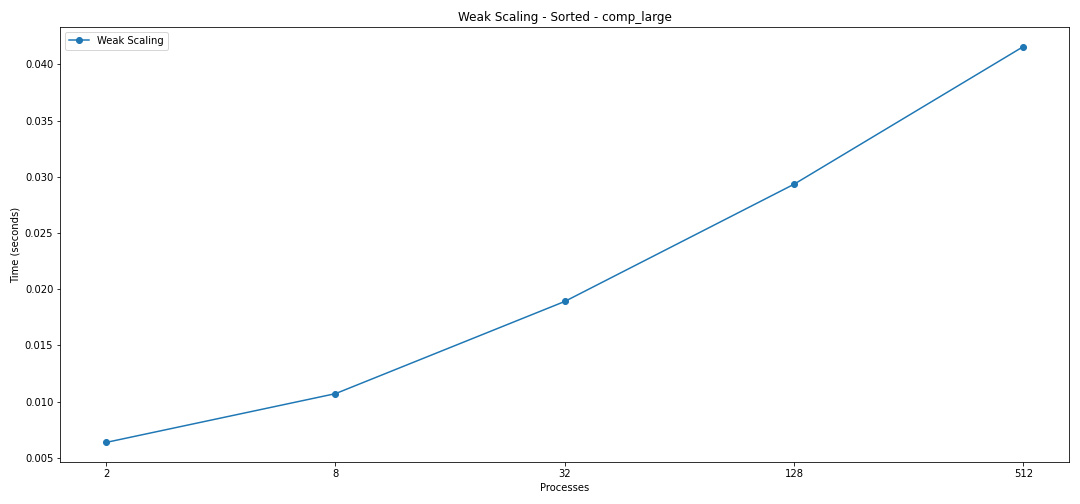 Weak Scaling - Sorted - comp_large
Weak Scaling
0.040
0.035
0.030
0.025
0.020
0.015
0.010
0.005
Time (seconds)
2 8 32 128 512
Processes